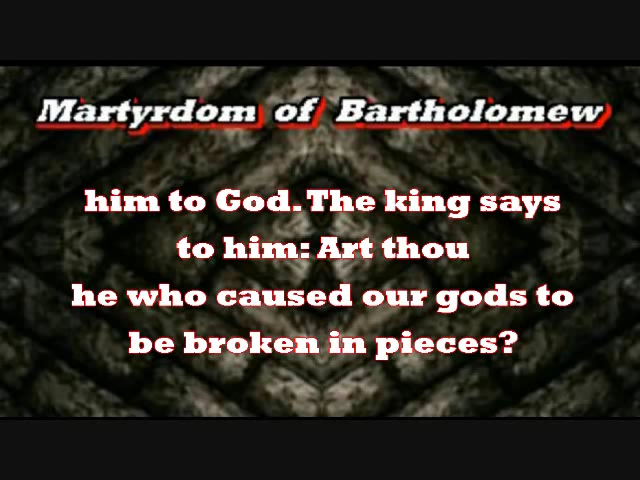 Martyrdom of Bartholomew
him to God. The king says
to him: Art thou
he who caused our gods to
be broken in pieces?